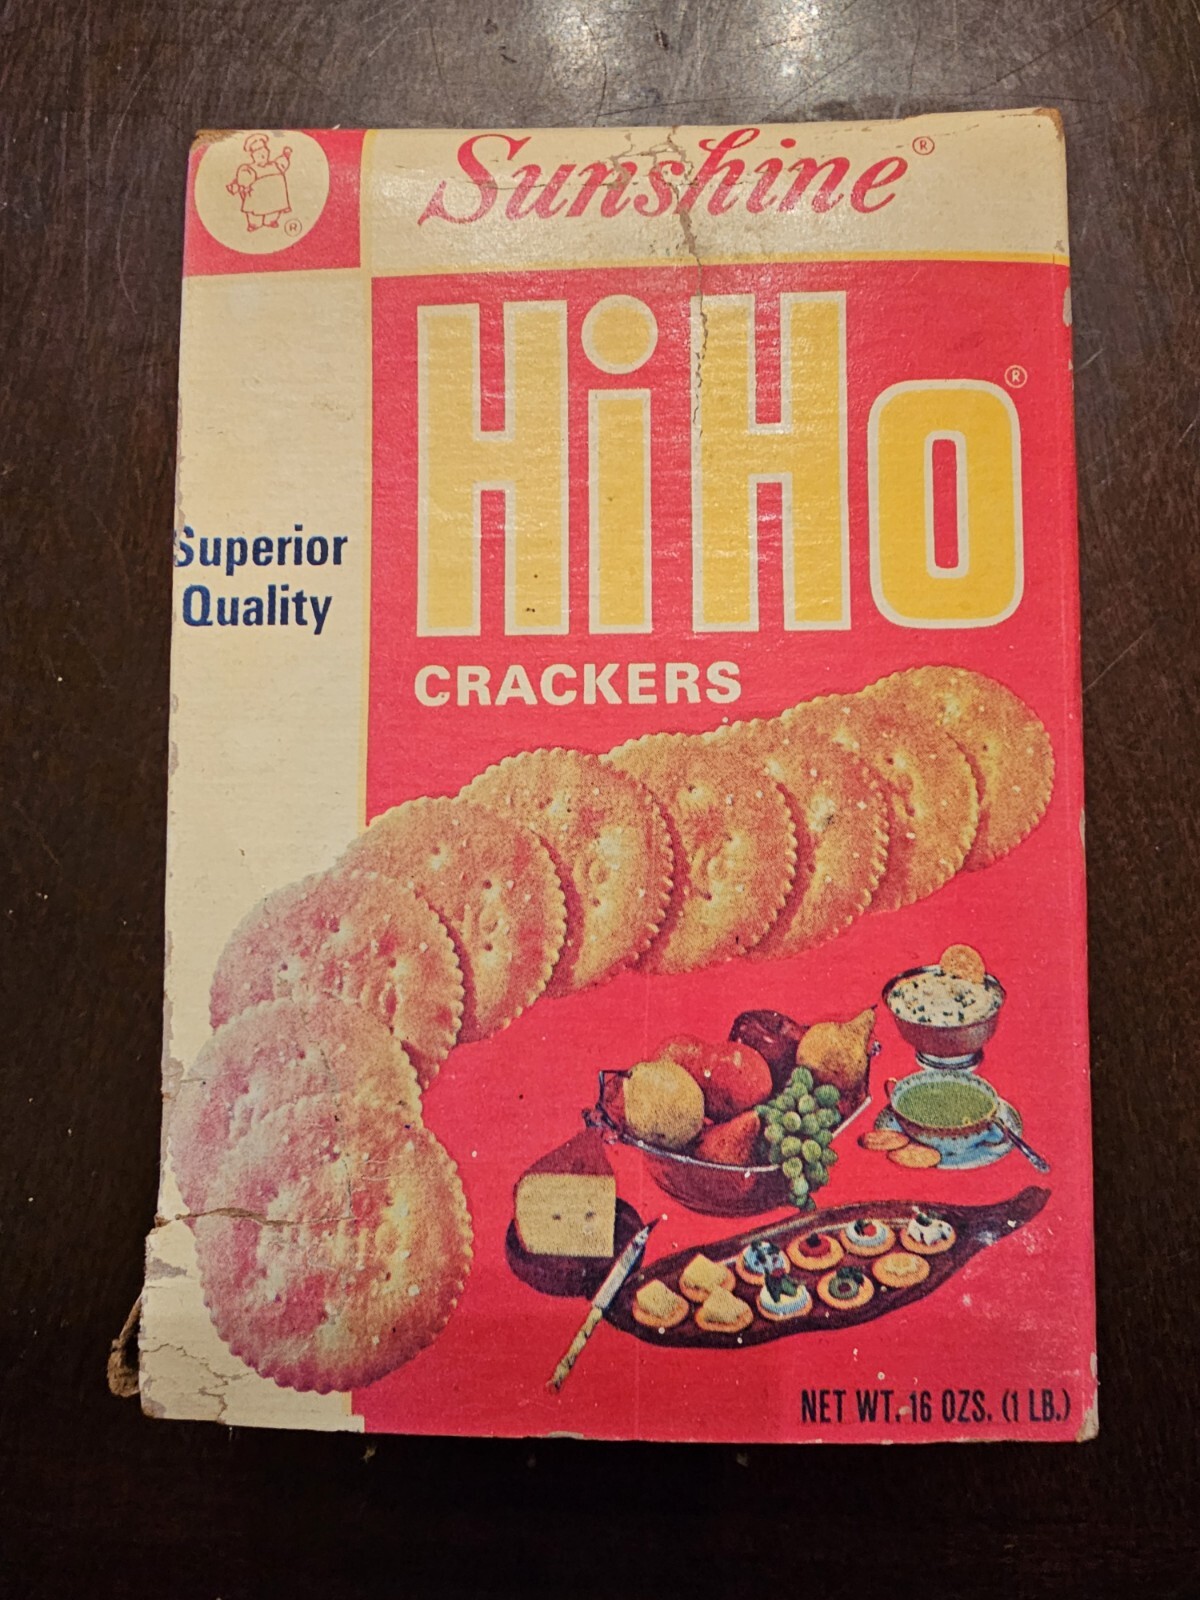 Sunshine®
HiHo®
CRACKERS
Superior
Quality
®
NET WT. 16 OZS. (1 LB.)